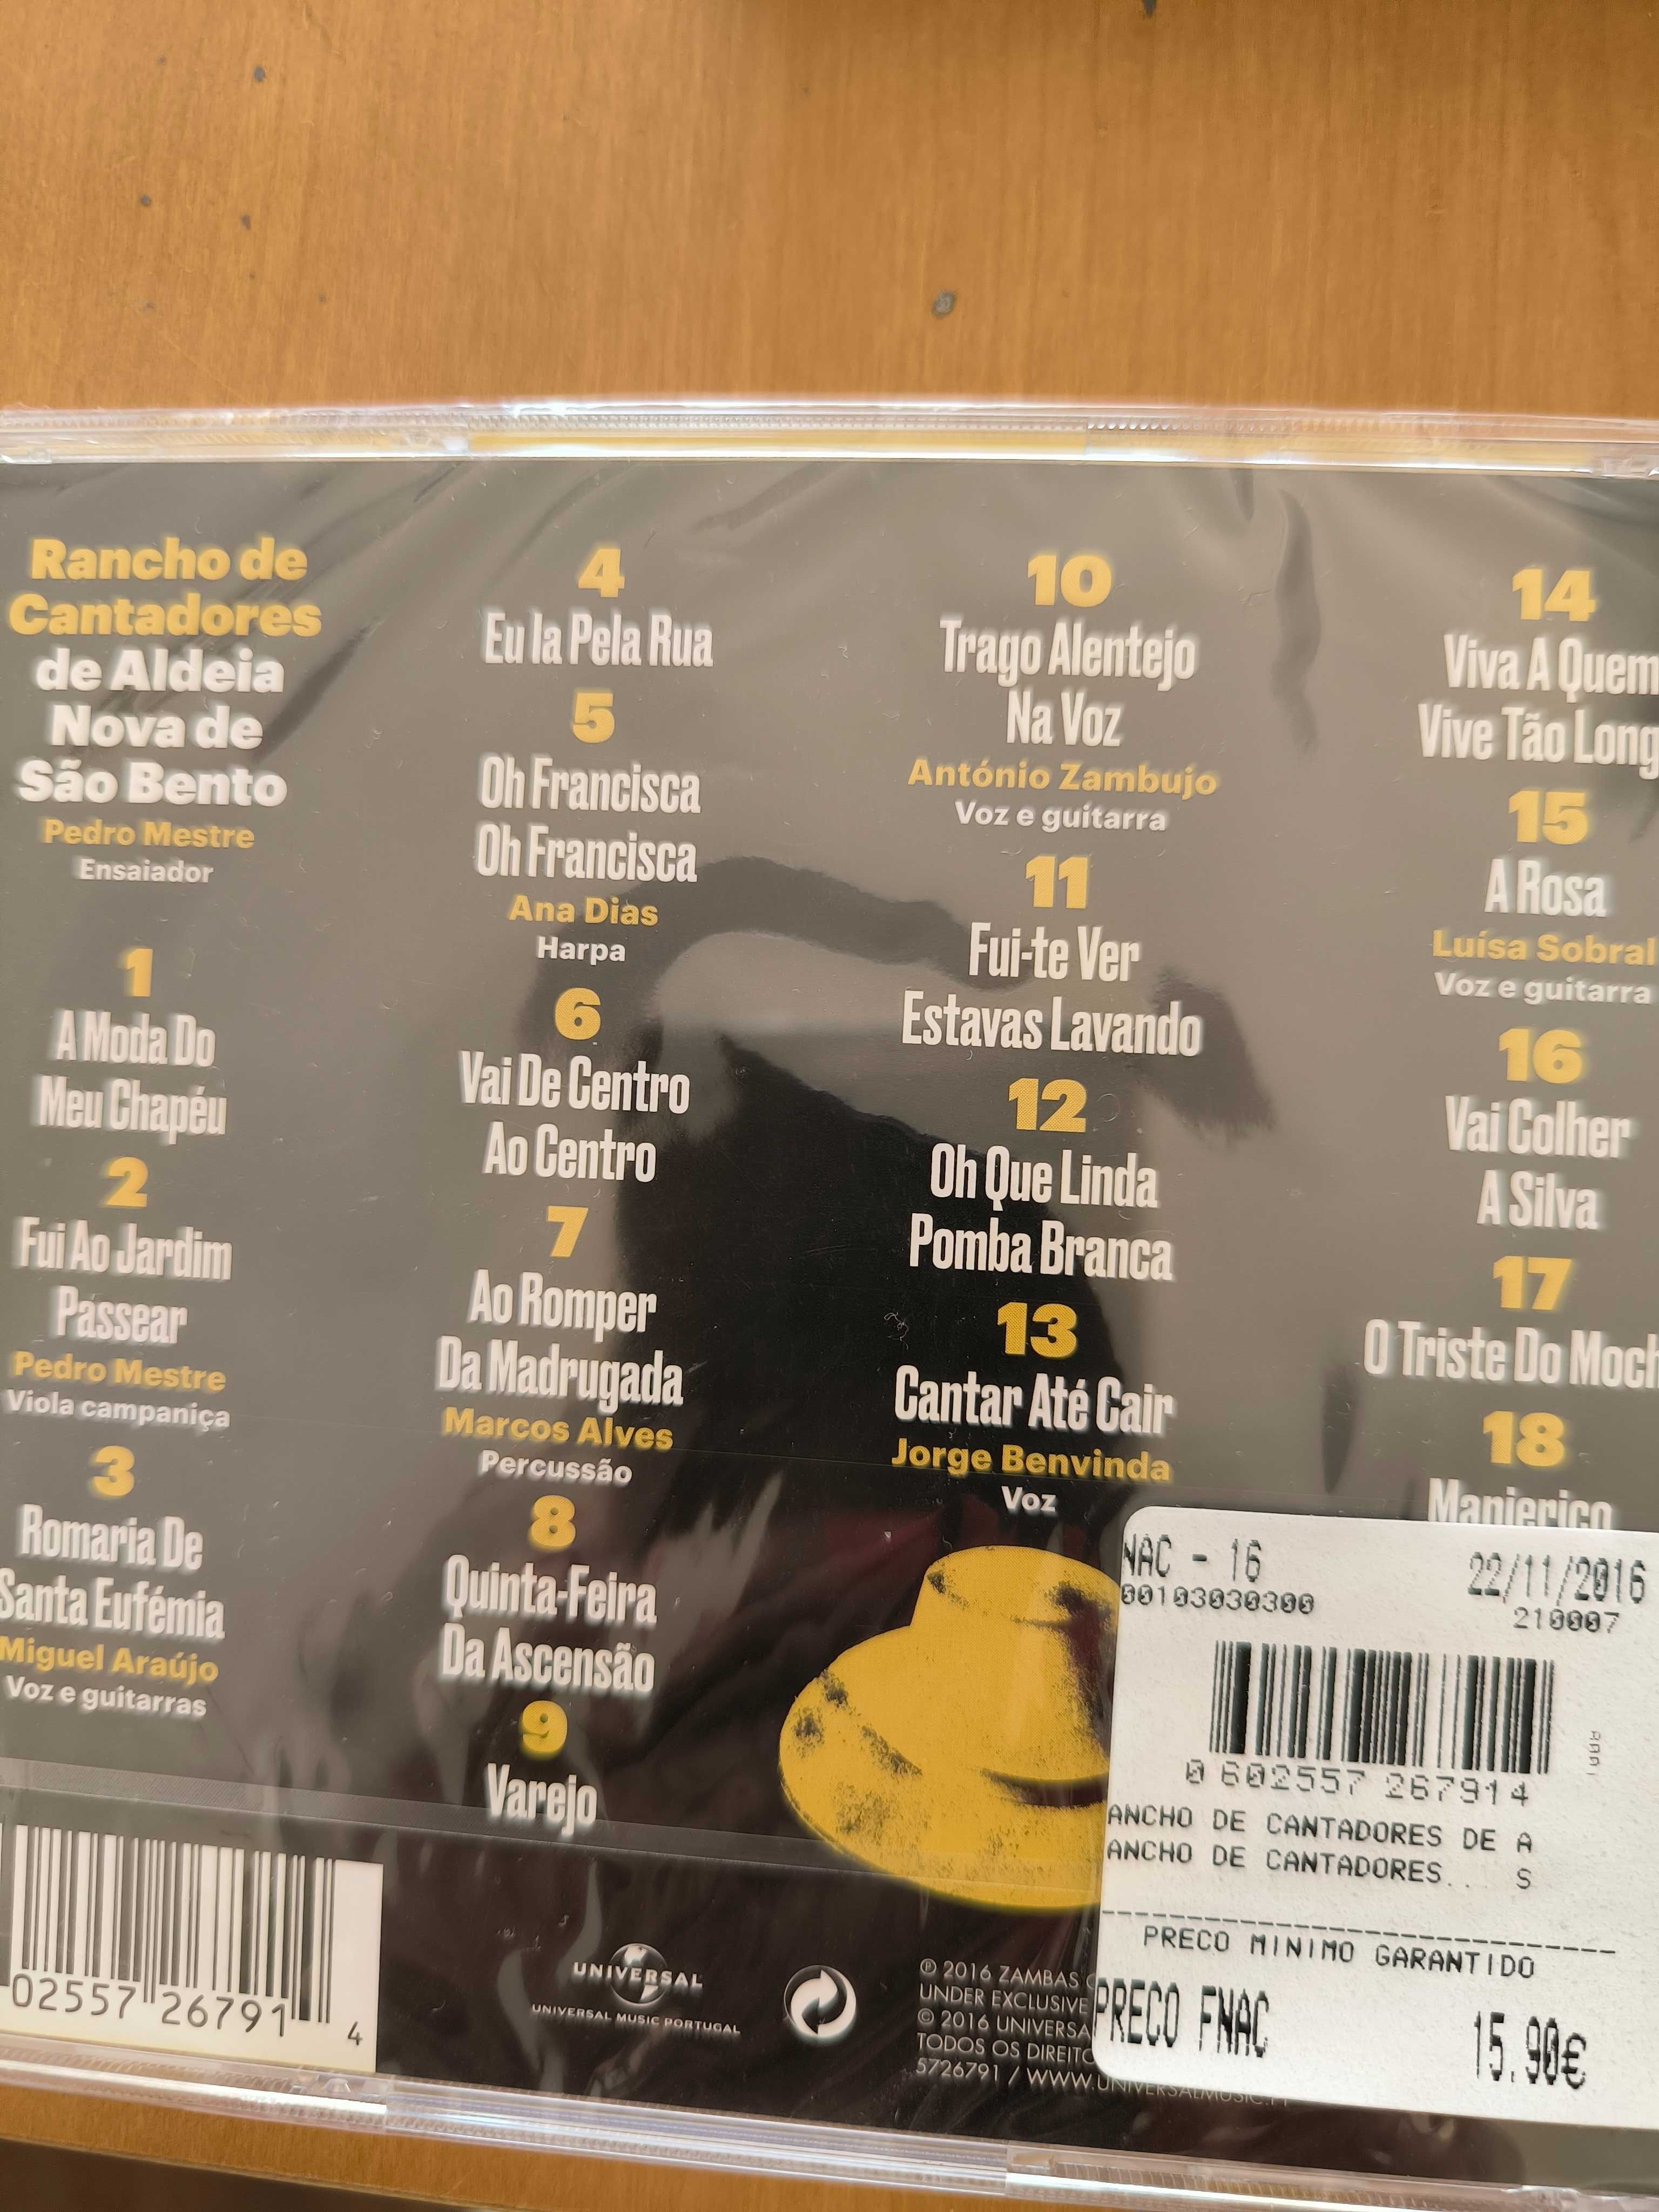 Rancho de
Cantadores
de Aldeia
Nova de
São Bento
Pedro Mestre
Ensaiador
1
A Moda Do
Meu Chapéu
2
Fui Ao Jardim
Passear
Pedro Mestre
Viola campaniça
3
Romaria De
Santa Eufémia
Miguel Araújo
Voz e guitarras
4
Eu Ia Pela Rua
5
Oh Francisca
Oh Francisca
Ana Dias
Harpa
6
Vai De Centro
Ao Centro
7
Ao Romper
Da Madrugada
Marcos Alves
Percussão
8
Quinta-Feira
Da Ascensão
9
Varejo
10
Trago Alentejo
Na Voz
António Zambujo
Voz e guitarra
11
Fui-te Ver
Estavas Lavando
12
Oh Que Linda
Pomba Branca
13
Cantar Até Cair
Jorge Benvinda
Voz
14
Viva A Quem
Vive Tão Long
15
A Rosa
Luísa Sobral
Voz e guitarra
16
Vai Colher
A Silva
17
O Triste Do Moch
18
Manjerico
02557 26791 4
UNIVERSAL
UNIVERSAL MUSIC PORTUGAL
℗ 2016 ZAMBAS
UNDER EXCLUSIVE
© 2016 UNIVERSA
TODOS OS DIREITO
5726791 / WWW.UNIVERSALMUSIC.PT
NAC - 16 22/11/2016
00103030300 210007
0 602557 267914
ANCHO DE CANTADORES DE A
ANCHO DE CANTADORES.. S
PRECO MINIMO GARANTIDO
PRECO FNAC 15.90€